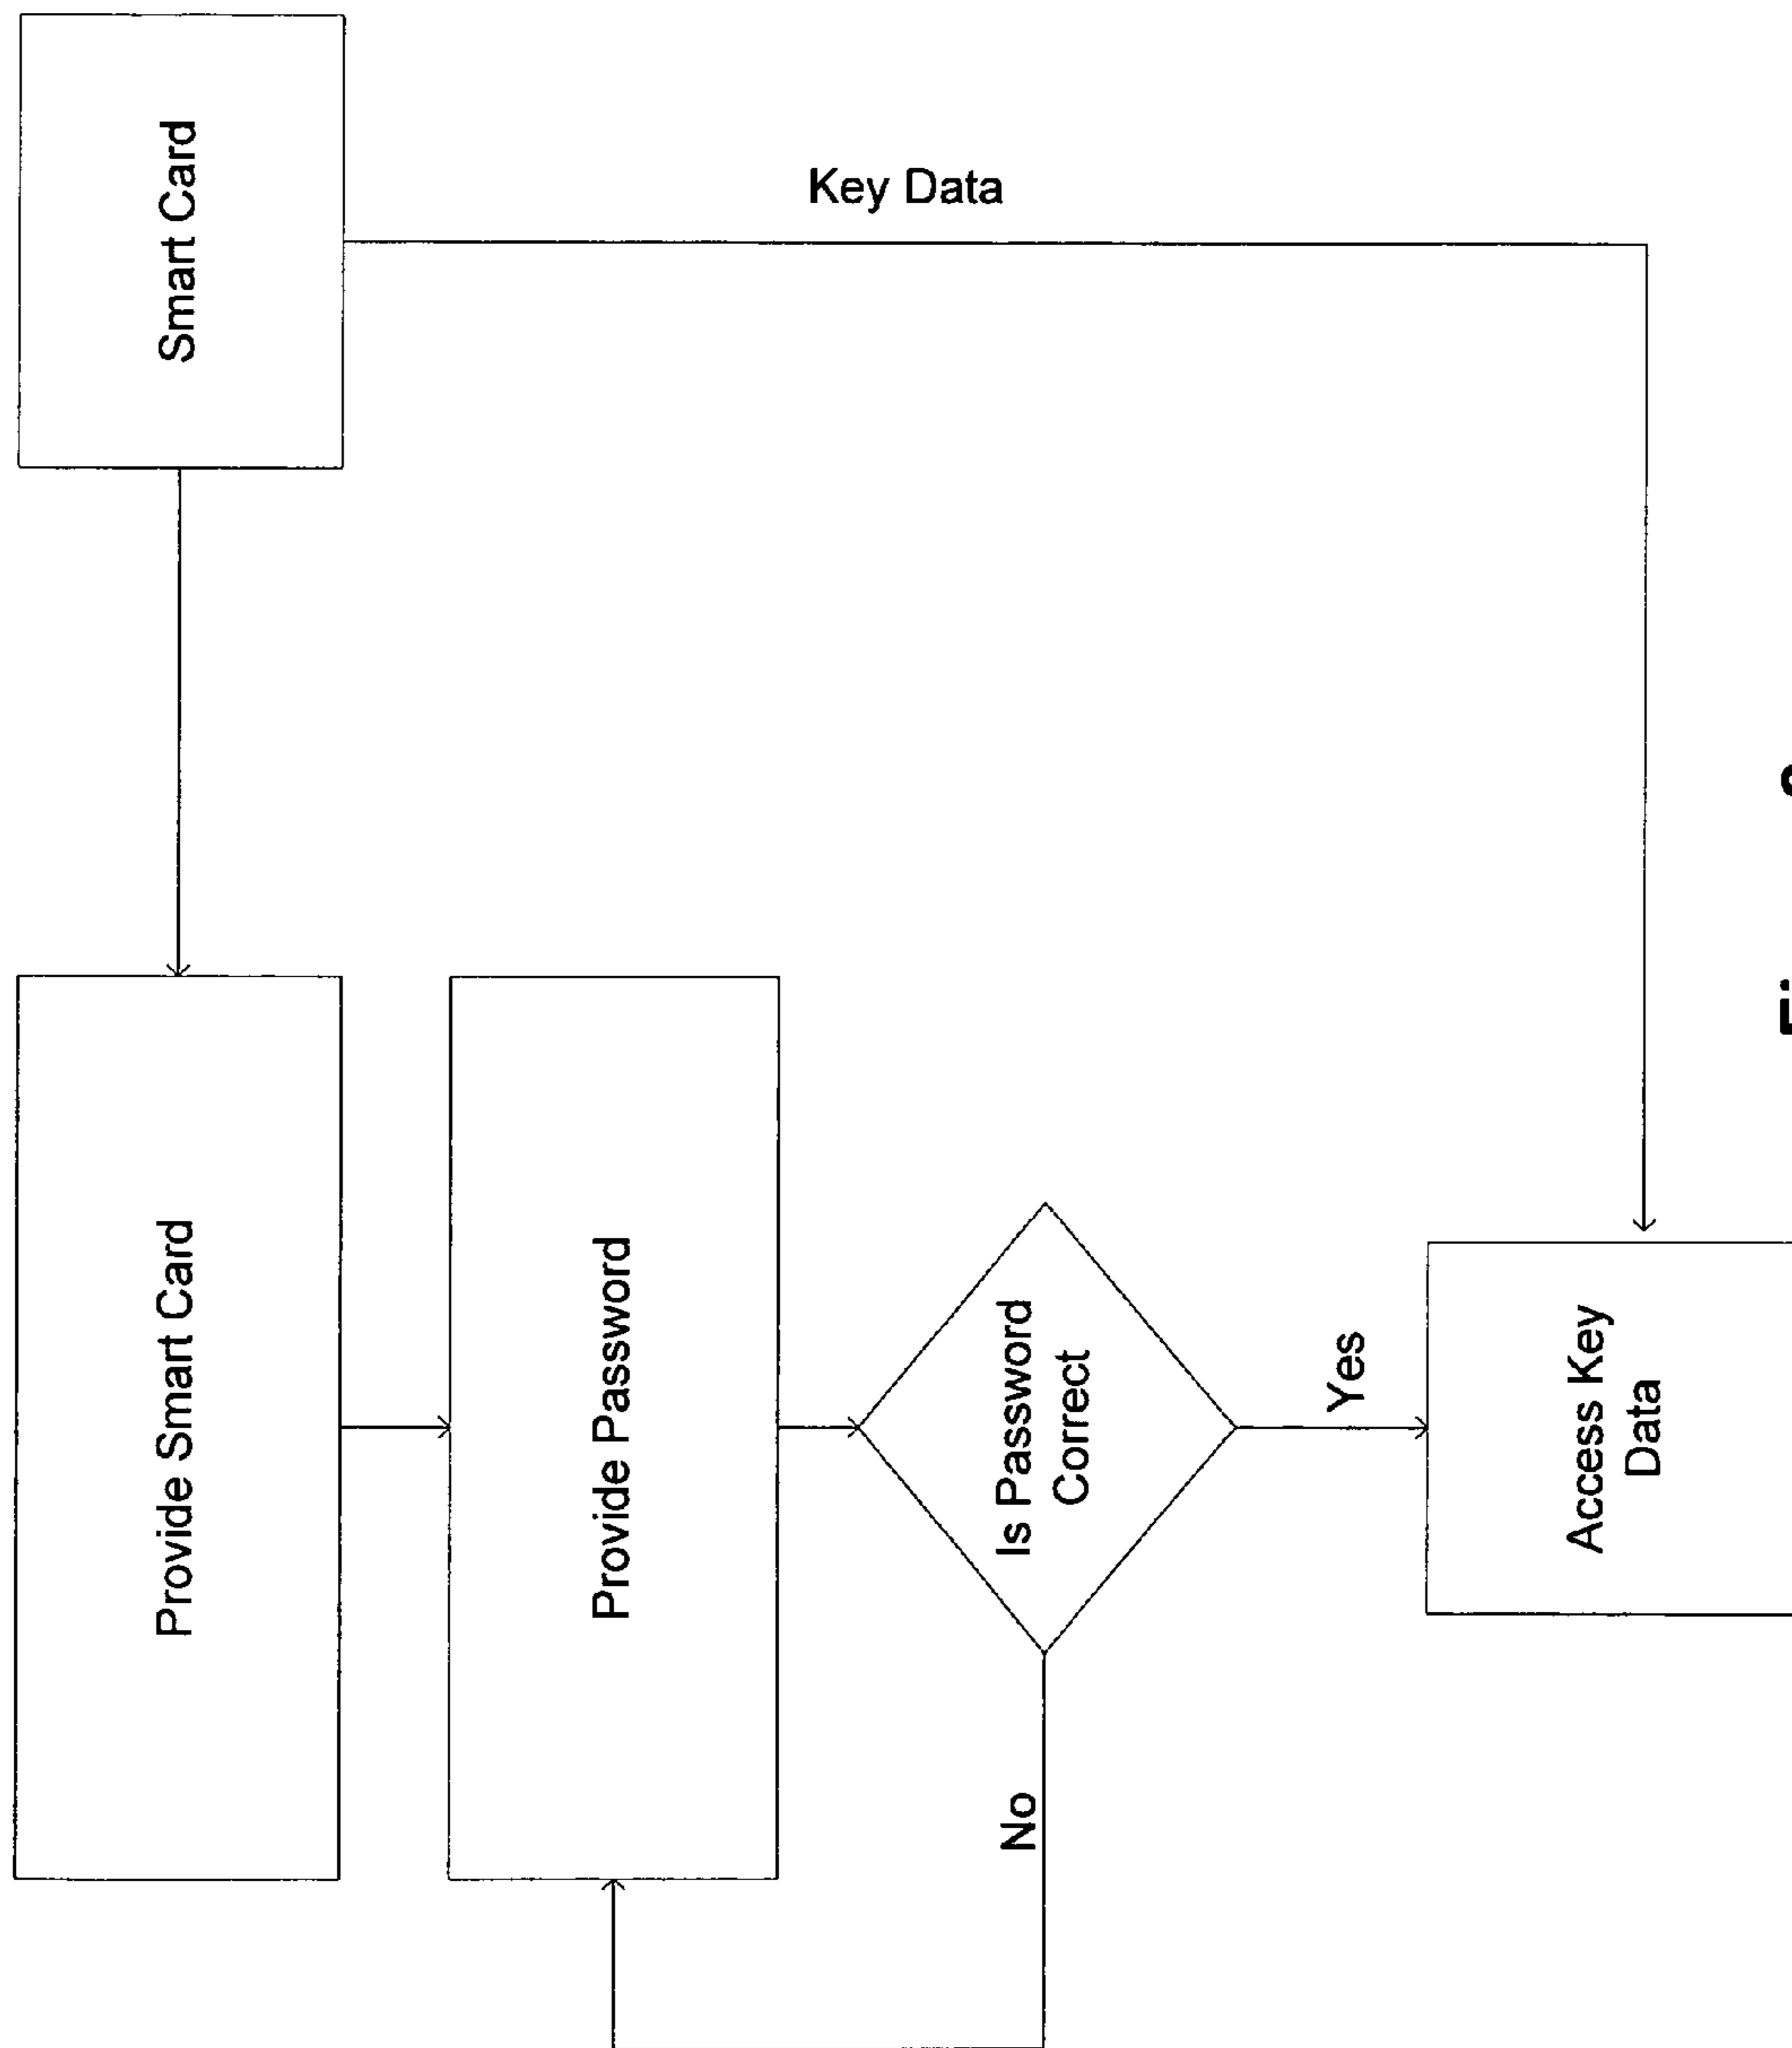 Smart Card
Key Data
Provide Smart Card
Provide Password
Is Password
Correct
No
Yes
Access Key
Data